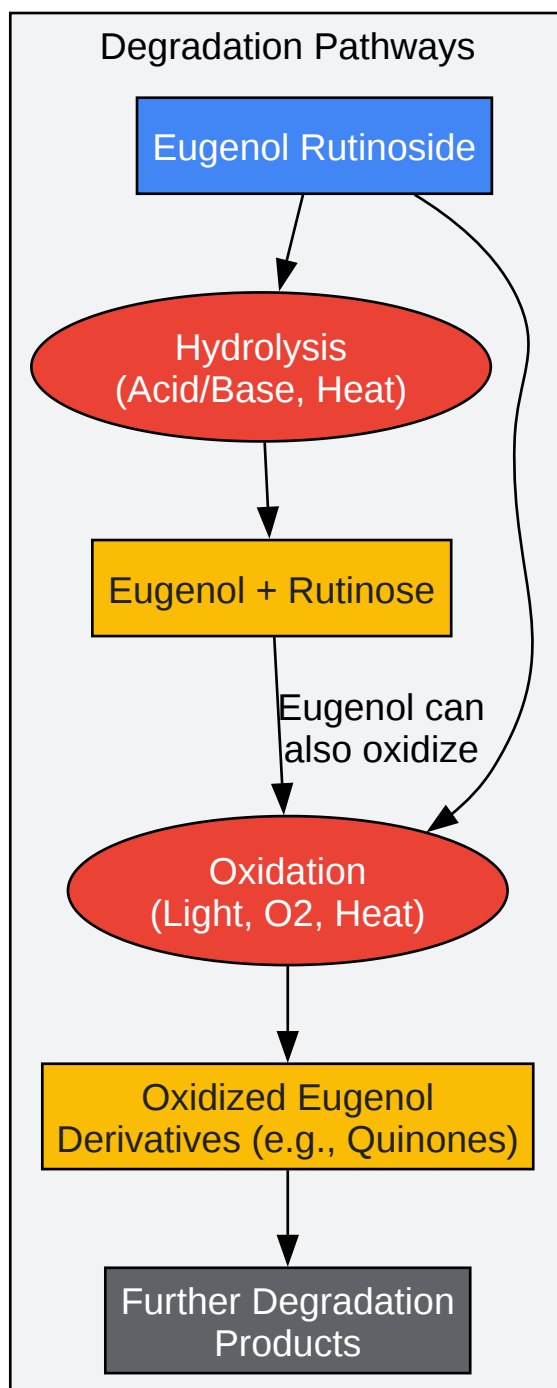 Degradation Pathways
Eugenol Rutinoside
Hydrolysis
(Acid/Base, Heat)
Eugenol + Rutinose
Eugenol can
also oxidize
Oxidation
(Light, O2, Heat)
Oxidized Eugenol
Derivatives (e.g., Quinones)
Further Degradation
Products